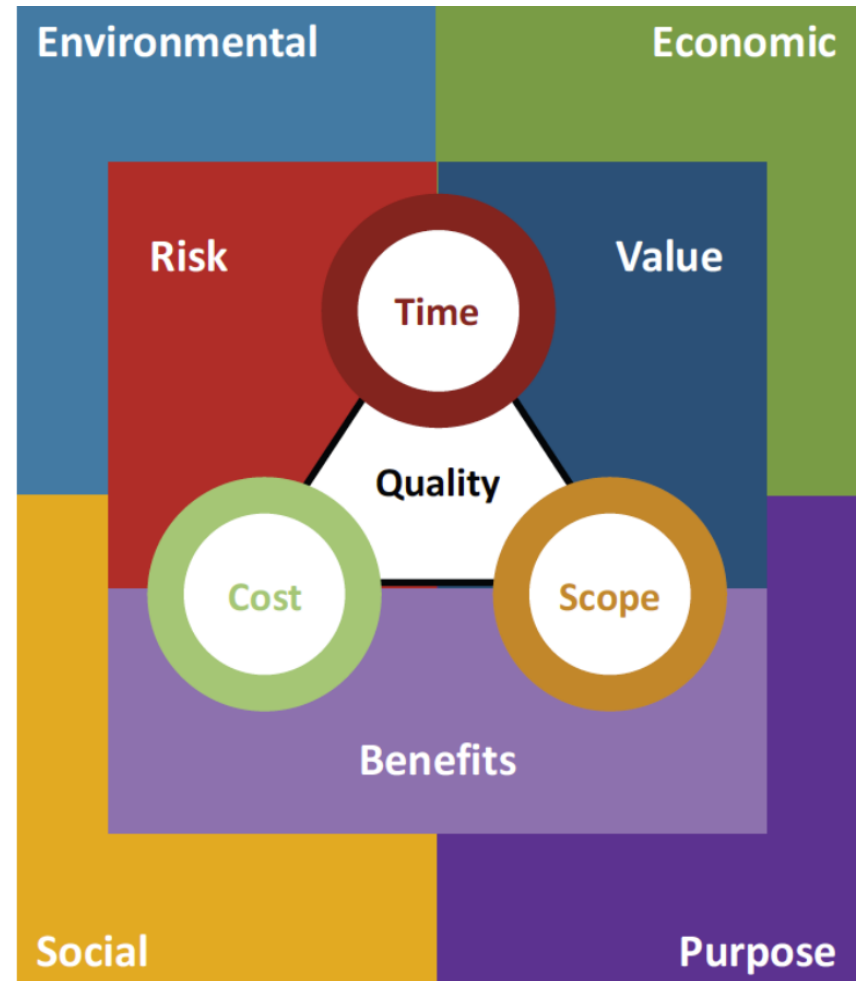 Environmental
Economic
Risk
Value
Time
Quality
Cost
Scope
Benefits
Social
Purpose